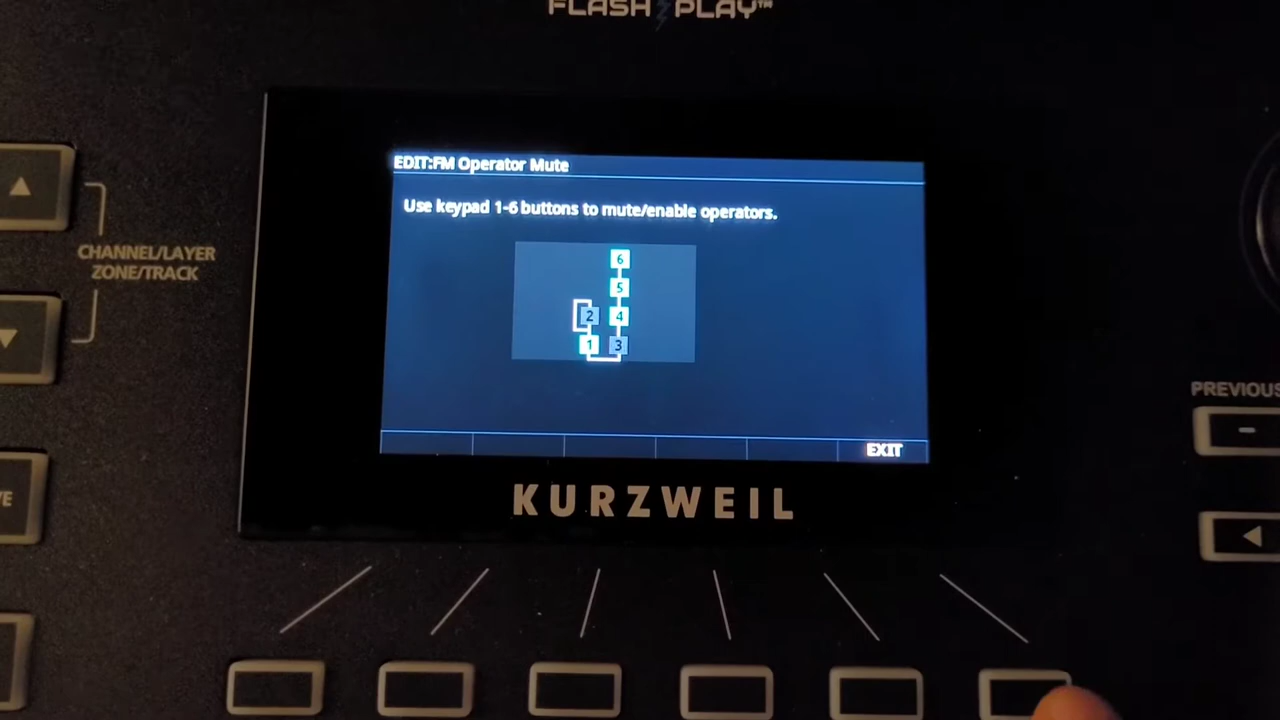 FLASH PLAY™
EDIT:FM Operator Mute
Use keypad 1-6 buttons to mute/enable operators.
6
5
2 4
1 3
EXIT
CHANNEL/LAYER
ZONE/TRACK
PREVIOUS
-
KURZWEIL